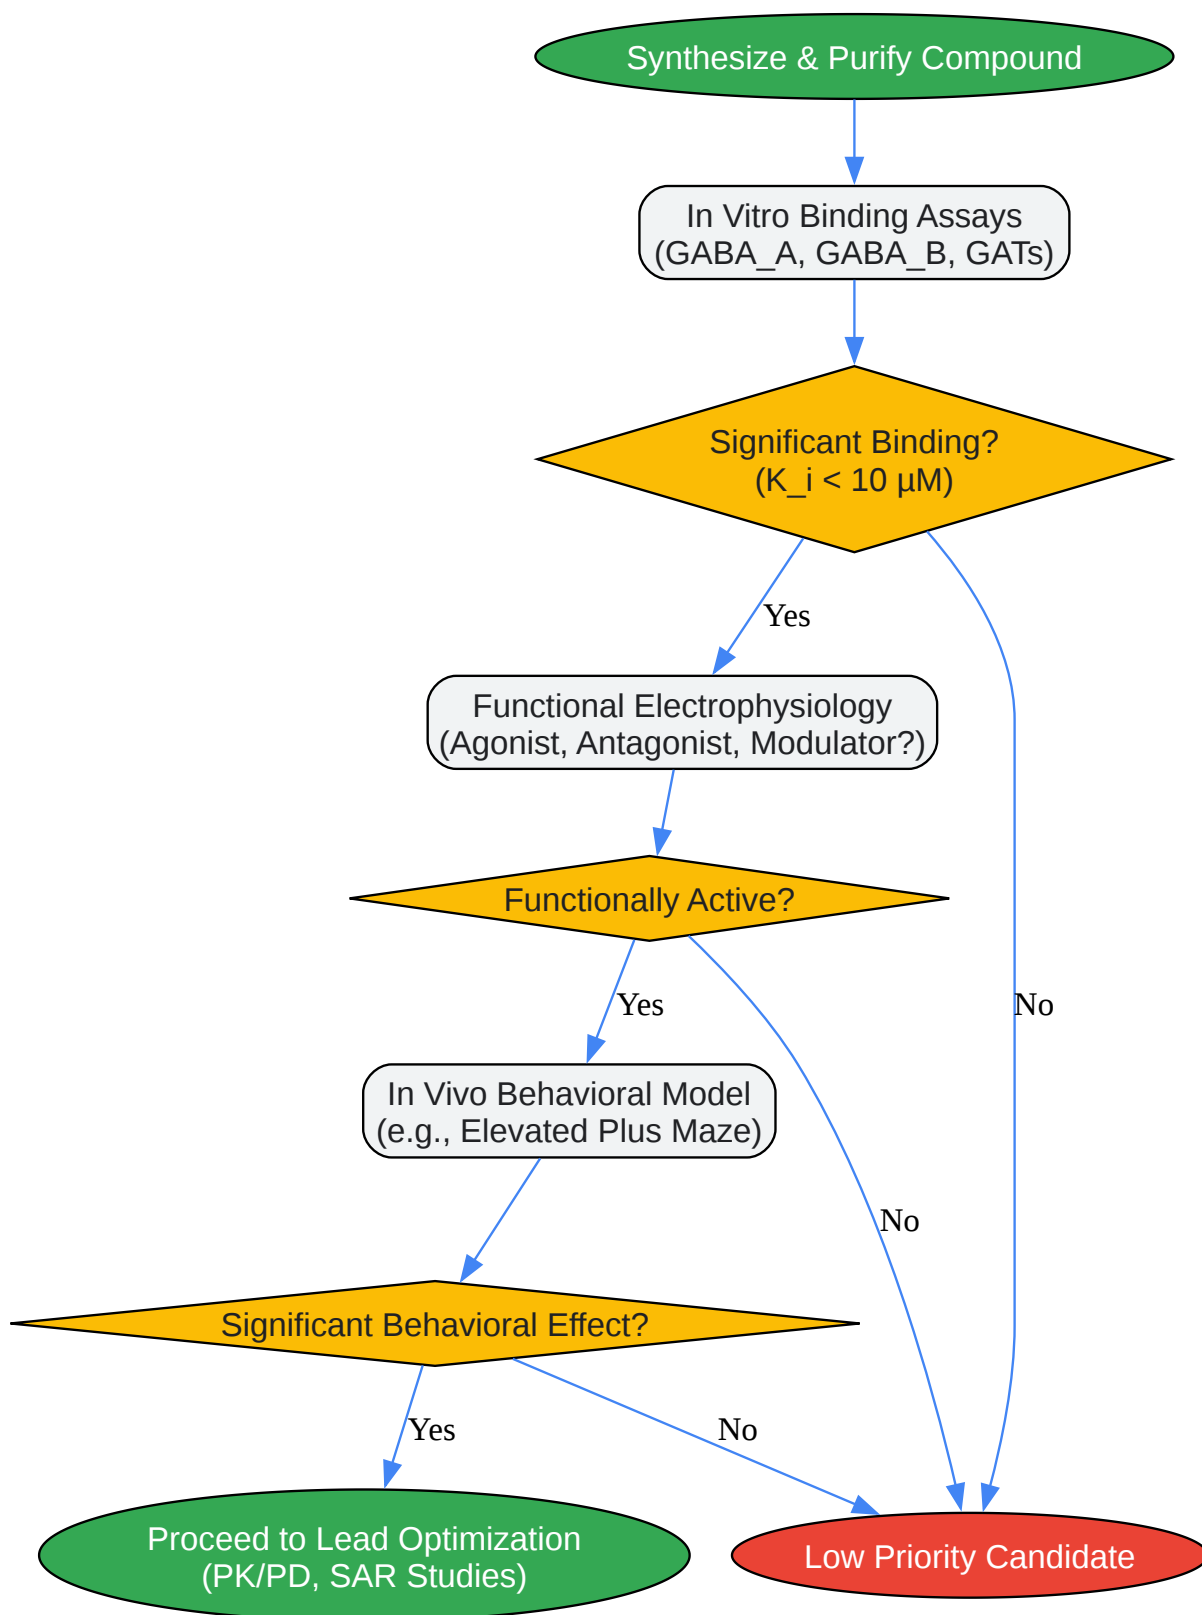 Synthesize & Purify Compound
In Vitro Binding Assays
(GABA_A, GABA_B, GATs)
Significant Binding?
(K_i < 10 µM)
Yes
Functional Electrophysiology
(Agonist, Antagonist, Modulator?)
Functionally Active?
Yes
No
In Vivo Behavioral Model
(e.g., Elevated Plus Maze)
No
Significant Behavioral Effect?
Yes
No
Proceed to Lead Optimization
(PK/PD, SAR Studies)
Low Priority Candidate